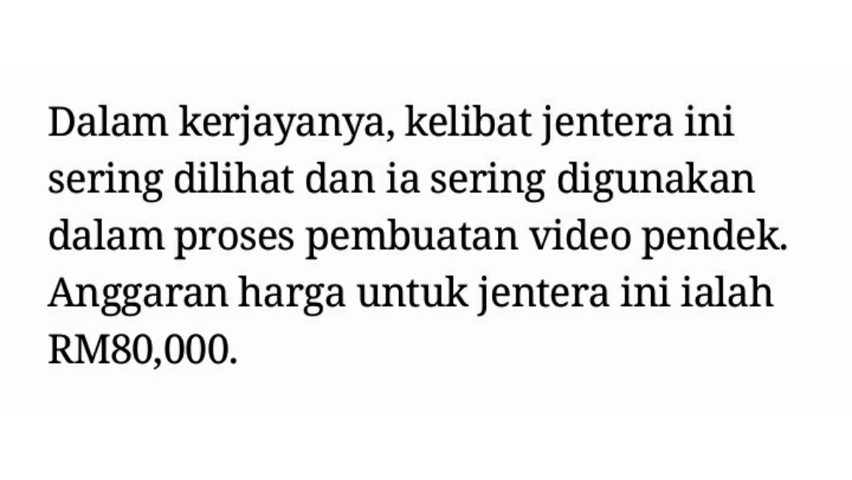 Dalam kerjayanya, kelibat jentera ini
sering dilihat dan ia sering digunakan
dalam proses pembuatan video pendek.
Anggaran harga untuk jentera ini ialah
RM80,000.